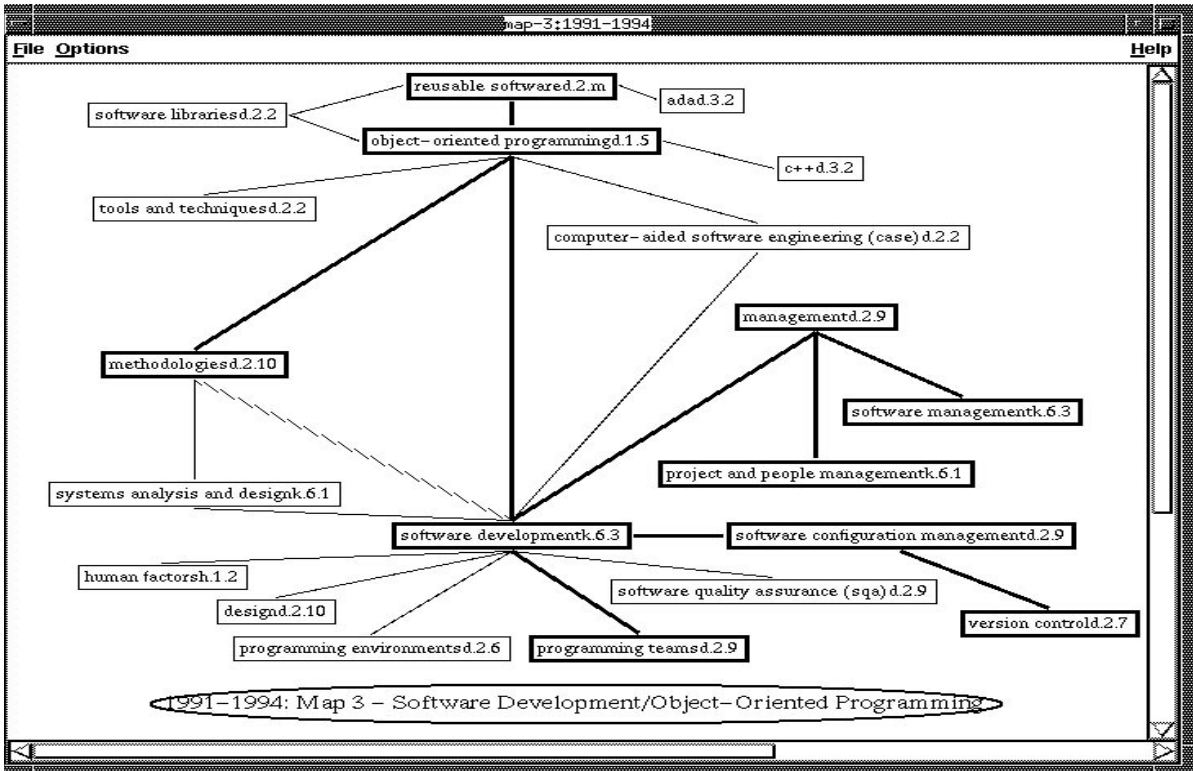 map-3:1991-1994
File Options Help
reusable softwared.2.m
adad.3.2
software librariesd.2.2
object-oriented programmingd.1.5
c++d.3.2
tools and techniquesd.2.2
computer-aided software engineering (case)d.2.2
managementd.2.9
methodologiesd.2.10
software managementk.6.3
project and people managementk.6.1
systems analysis and designk.6.1
software developmentk.6.3
software configuration managementd.2.9
human factorsh.1.2
software quality assurance (sqa)d.2.9
designd.2.10
version controld.2.7
programming environmentsd.2.6
programming teamsd.2.9
1991-1994: Map 3 - Software Development/Object-Oriented Programming